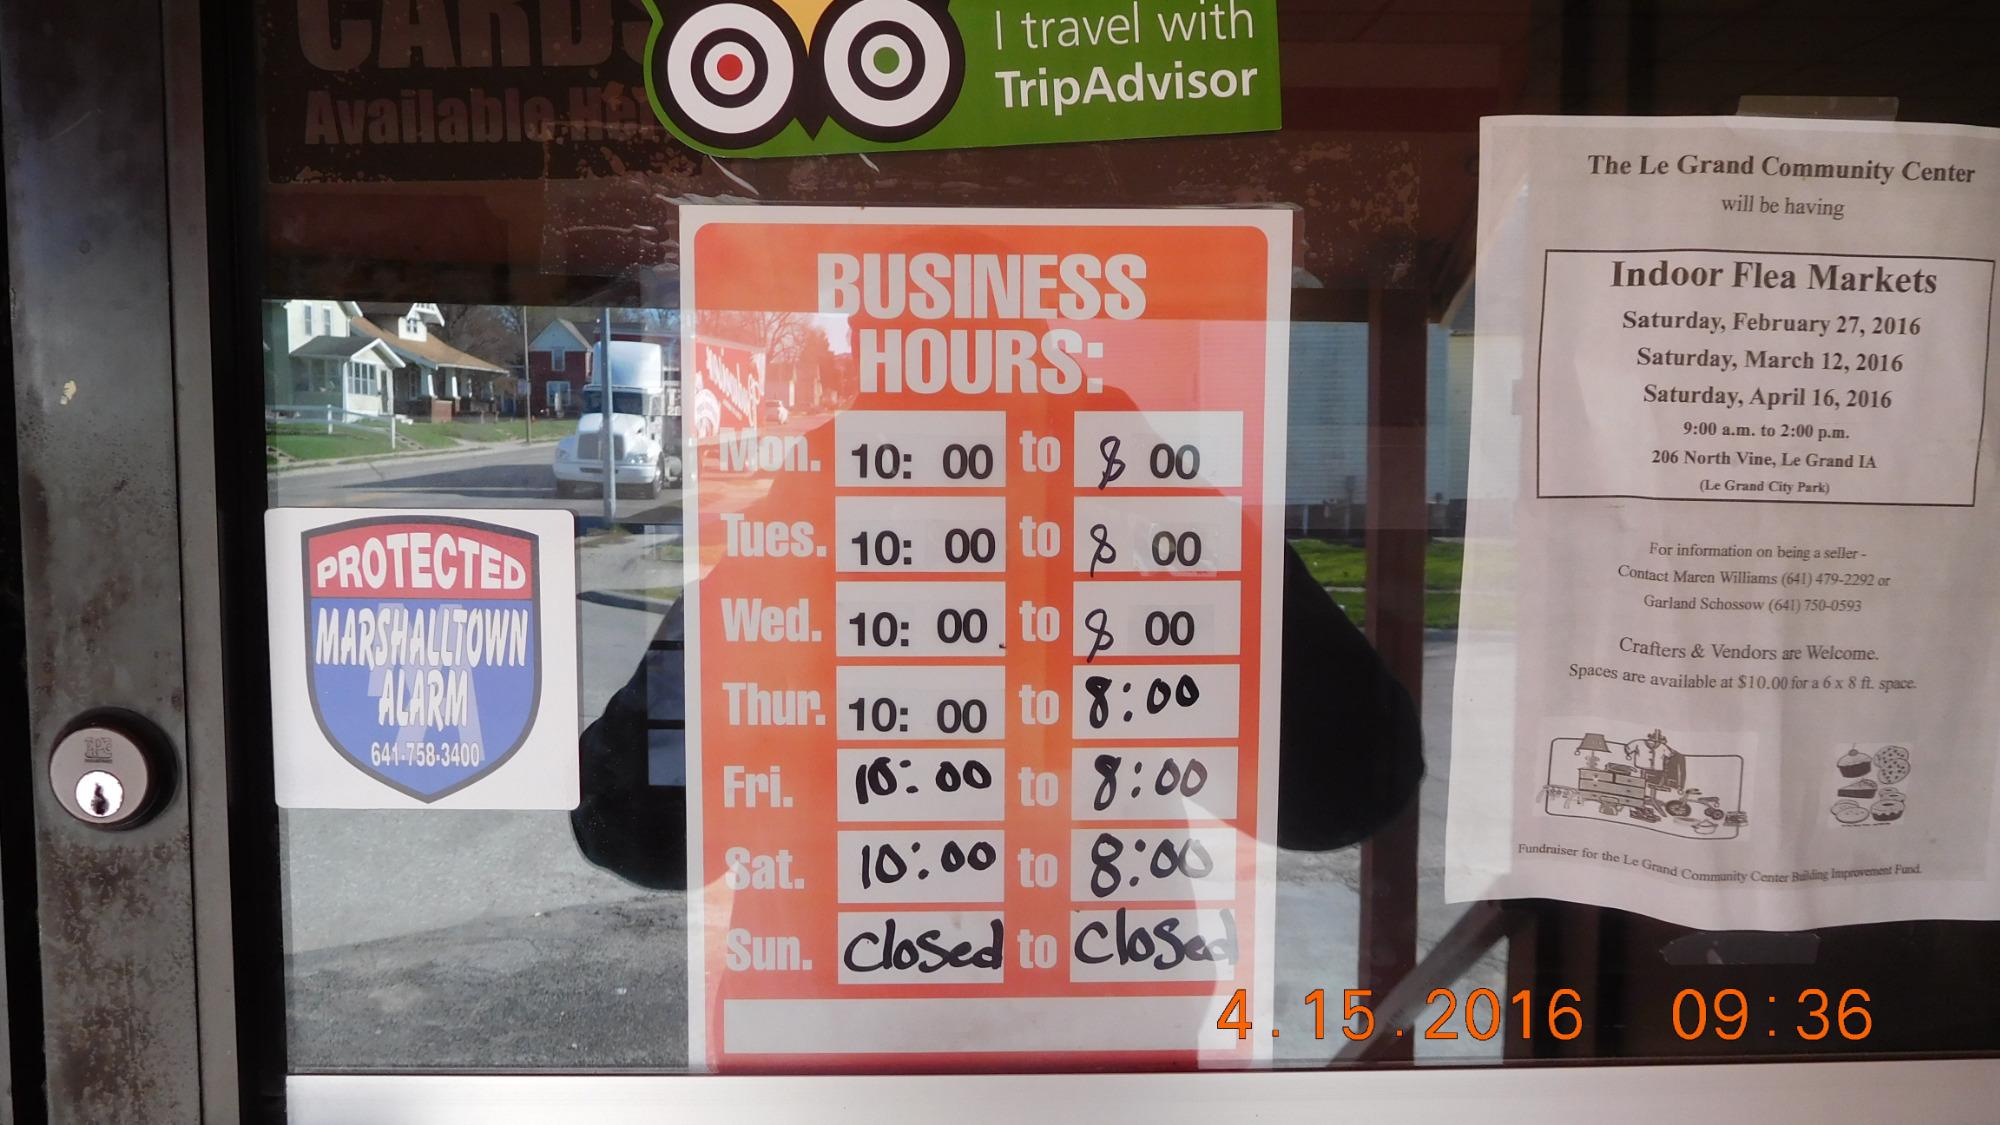 CARDS
Available Here
I travel with
TripAdvisor
BUSINESS
HOURS:
Mon. 10: 00 to 8 00
Tues. 10: 00 to 8 00
Wed. 10: 00 to 8 00
Thur. 10: 00 to 8:00
Fri. 10:00 to 8:00
Sat. 10:00 to 8:00
Sun. Closed to Closed
PROTECTED
MARSHALLTOWN
ALARM
641-758-3400
The Le Grand Community Center
will be having
Indoor Flea Markets
Saturday, February 27, 2016
Saturday, March 12, 2016
Saturday, April 16, 2016
9:00 a.m. to 2:00 p.m.
206 North Vine, Le Grand IA
(Le Grand City Park)
For information on being a seller -
Contact Maren Williams (641) 479-2292 or
Garland Schossow (641) 750-0593
Crafters & Vendors are Welcome.
Spaces are available at $10.00 for a 6 x 8 ft. space.
Fundraiser for the Le Grand Community Center Building Improvement Fund.
4.15.2016 09:36